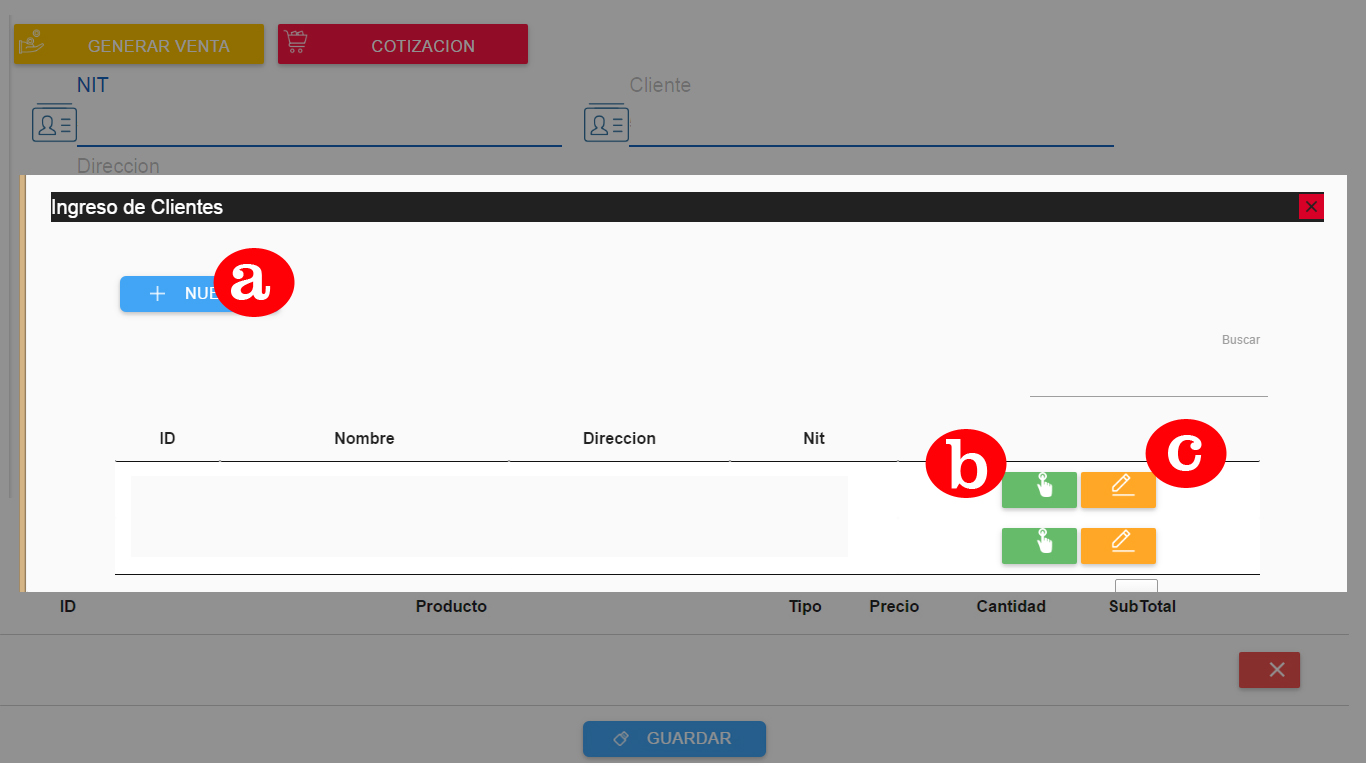 GENERAR VENTA
COTIZACION
NIT
Cliente
Direccion
Ingreso de Clientes
a
Buscar
ID Nombre Direccion Nit
b
c
ID Producto Tipo Precio Cantidad SubTotal
GUARDAR